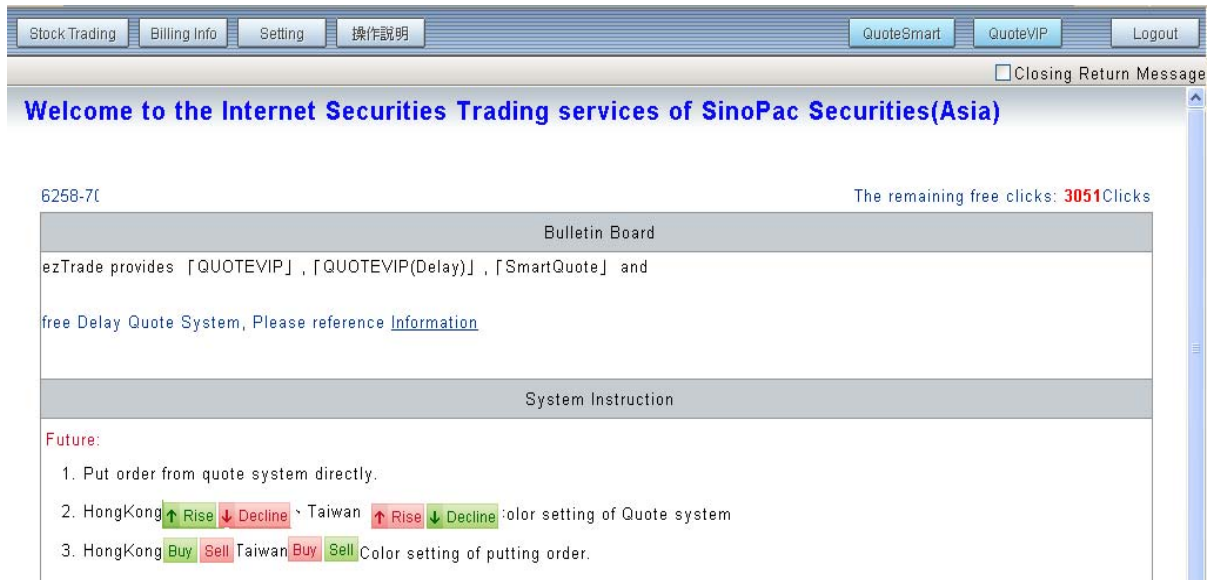 Stock Trading Billing Info Setting 操作説明 QuoteSmart QuoteVIP Logout
Closing Return Message
Welcome to the Internet Securities Trading services of SinoPac Securities(Asia)
6258-7 The remaining free clicks: 3051Clicks
Bulletin Board
ezTrade provides 「QUOTEVIP」,「QUOTEVIP(Delay)」,「SmartQuote」 and
free Delay Quote System, Please reference Information
System Instruction
Future:
1. Put order from quote system directly.
2. HongKong ↑ Rise ↓ Decline、Taiwan ↑ Rise ↓ Decline :olor setting of Quote system
3. HongKong Buy Sell Taiwan Buy Sell Color setting of putting order.